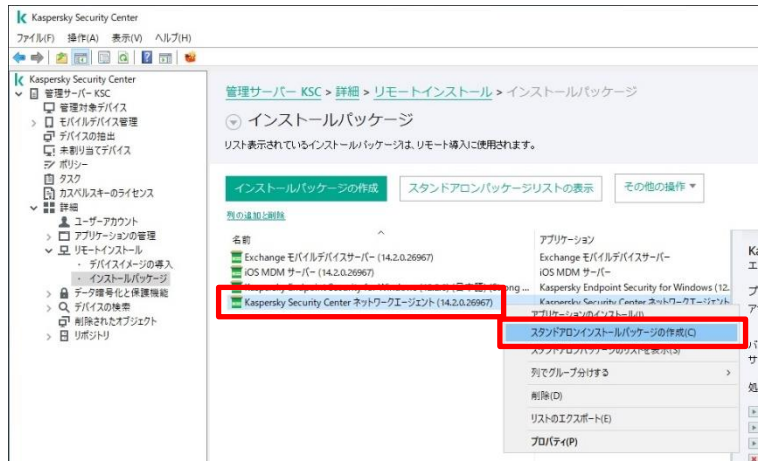 Kaspersky Security Center
ファイル(F) 操作(A) 表示(V) ヘルプ(H)
Kaspersky Security Center
管理サーバー KSC
管理対象デバイス
モバイルデバイス管理
デバイスの抽出
未割り当てデバイス
ポリシー
タスク
カスペルスキーのライセンス
詳細
ユーザーアカウント
アプリケーションの管理
リモートインストール
デバイスイメージの導入
インストールパッケージ
データ暗号化と保護機能
デバイスの検索
削除されたオブジェクト
リポジトリ
管理サーバー KSC > 詳細 > リモートインストール > インストールパッケージ
インストールパッケージ
リスト表示されているインストールパッケージは、リモート導入に使用されます。
インストールパッケージの作成 スタンドアロンパッケージリストの表示 その他の操作
列の追加と削除
名前 アプリケーション
Exchange モバイルデバイスサーバー (14.2.0.26967) Exchange モバイルデバイスサーバー
iOS MDM サーバー (14.2.0.26967) iOS MDM サーバー
Kaspersky Endpoint Security for Windows (12.
Kaspersky Security Center ネットワークエージェント (14.2.0.26967) Kaspersky Security Center ネットワークエージェント
アプリケーションのインストール(I)
スタンドアロンインストールパッケージの作成(C)
スタンドアロンパッケージのリストを表示(S)
列でグループ分けする
削除(D)
リストのエクスポート(E)
プロパティ(P)